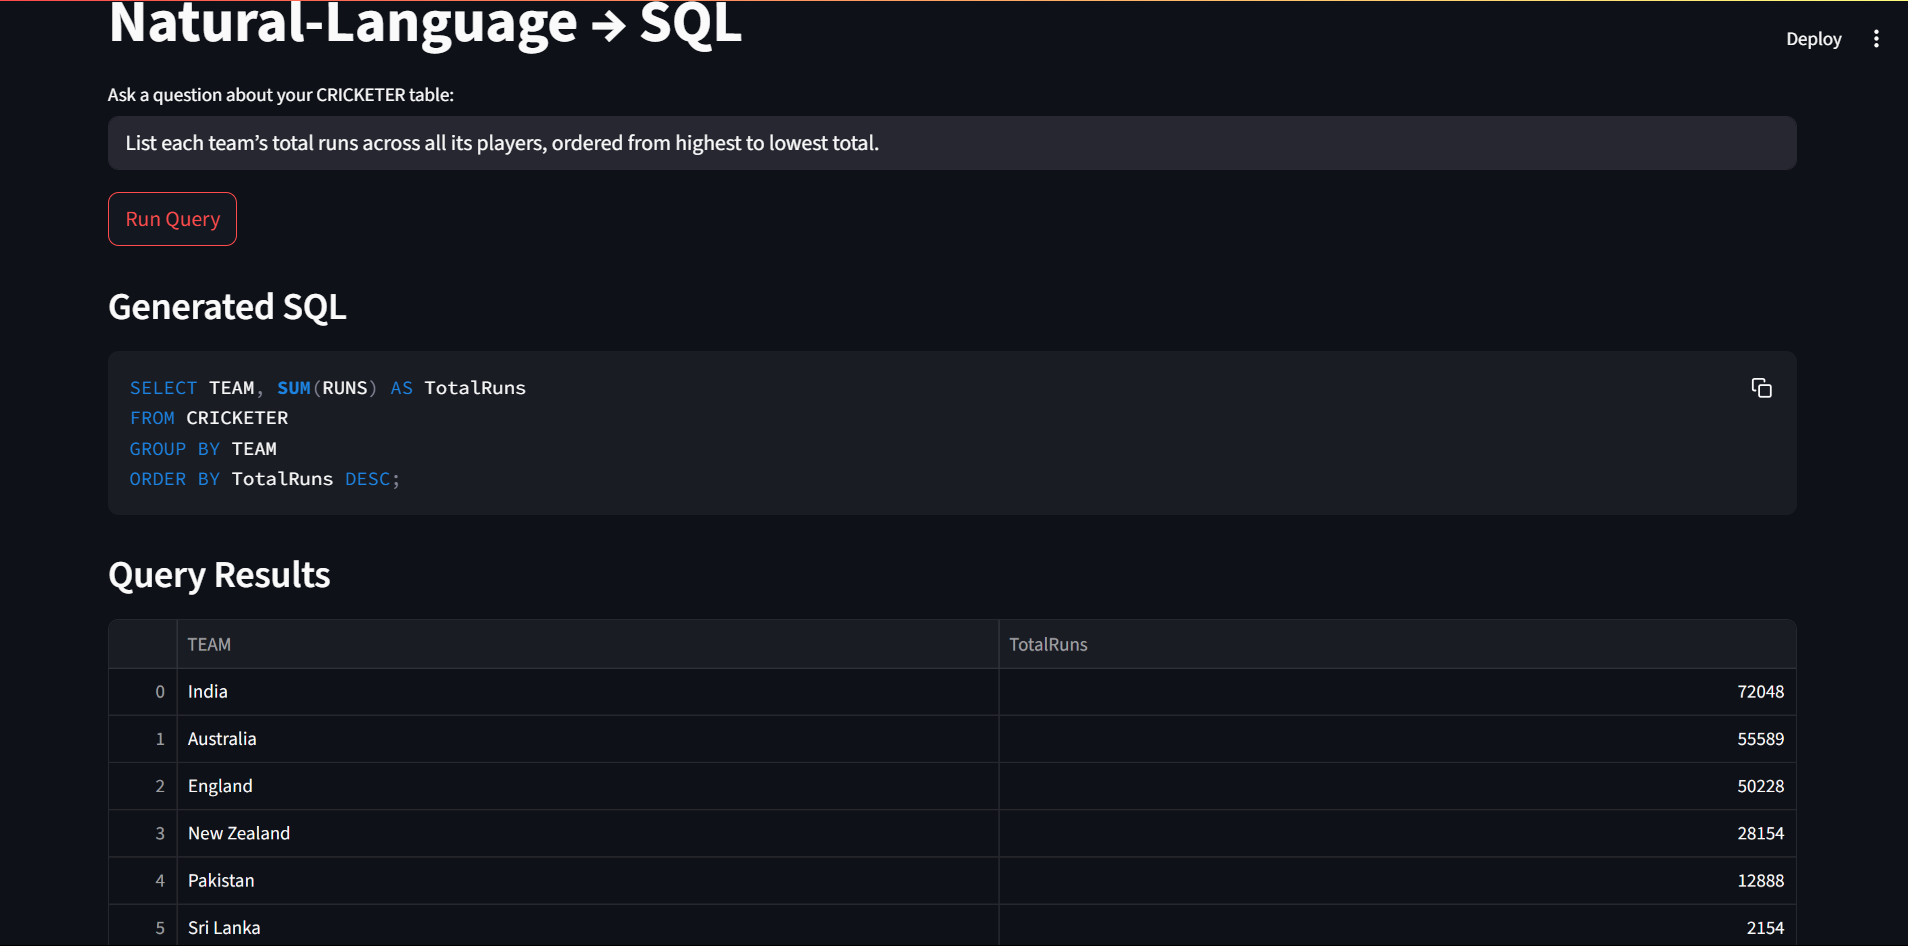 Natural-Language → SQL
Deploy
Ask a question about your CRICKETER table:
List each team’s total runs across all its players, ordered from highest to lowest total.
Run Query
Generated SQL
SELECT TEAM, SUM(RUNS) AS TotalRuns
FROM CRICKETER
GROUP BY TEAM
ORDER BY TotalRuns DESC;
Query Results
TEAM TotalRuns
0 India 72048
1 Australia 55589
2 England 50228
3 New Zealand 28154
4 Pakistan 12888
5 Sri Lanka 2154